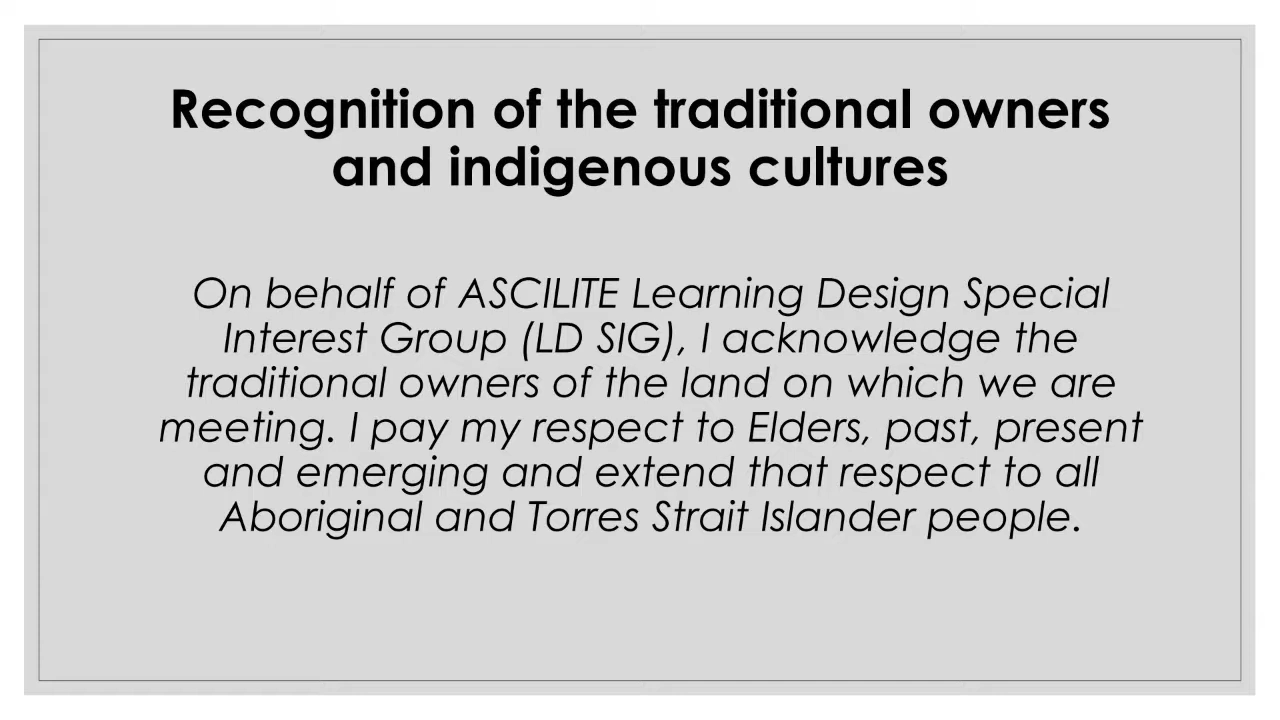 Recognition of the traditional owners
and indigenous cultures
On behalf of ASCILITE Learning Design Special
Interest Group (LD SIG), I acknowledge the
traditional owners of the land on which we are
meeting. I pay my respect to Elders, past, present
and emerging and extend that respect to all
Aboriginal and Torres Strait Islander people.